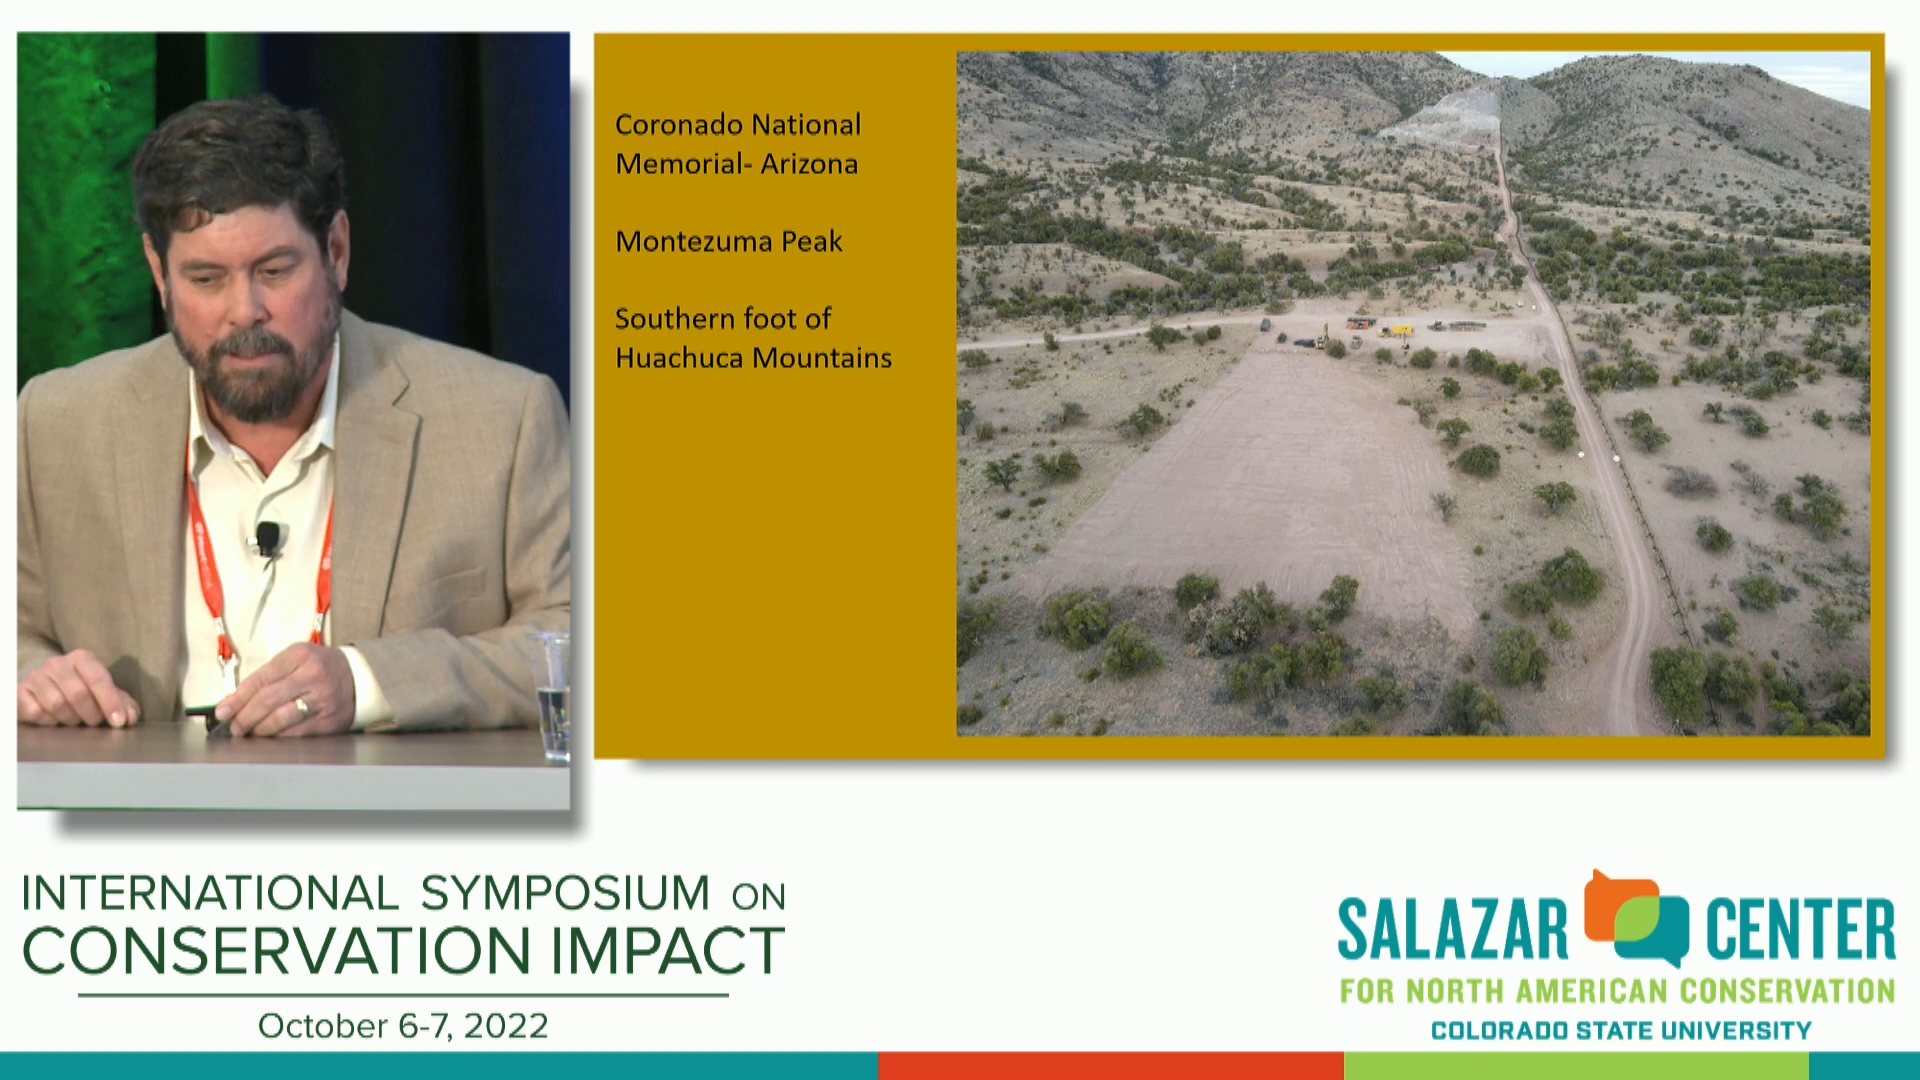 Coronado National
Memorial- Arizona
Montezuma Peak
Southern foot of
Huachuca Mountains
INTERNATIONAL SYMPOSIUM ON
CONSERVATION IMPACT
October 6-7, 2022
SALAZAR CENTER
FOR NORTH AMERICAN CONSERVATION
COLORADO STATE UNIVERSITY